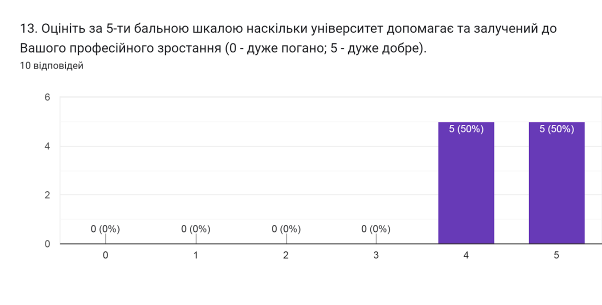 13. Оцініть за 5-ти бальною шкалою наскільки університет допомагає та залучений до
Вашого професійного зростання (0 - дуже погано; 5 - дуже добре).
10 відповідей
6
4
2
0
5 (50%) 5 (50%)
0 (0%) 0 (0%) 0 (0%) 0 (0%)
0 1 2 3 4 5